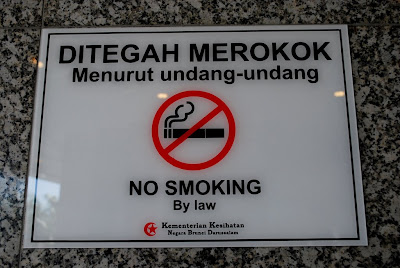 DITEGAH MEROKOK
Menurut undang-undang
NO SMOKING
By law
Kementerian Kesihatan
Negara Brunei Darussalam